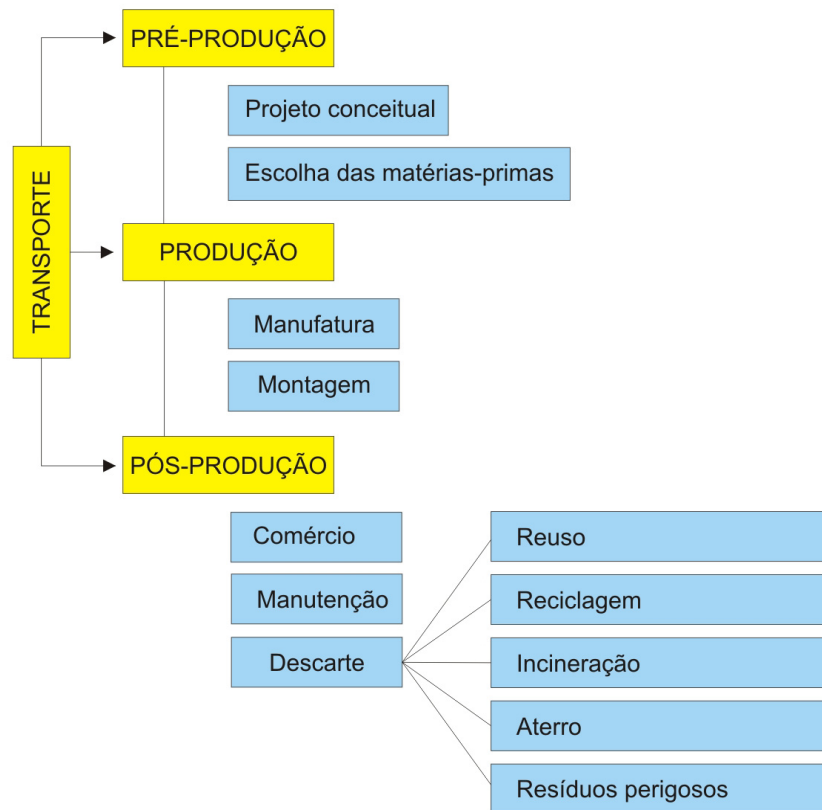 PRÉ-PRODUÇÃO
Projeto conceitual
Escolha das matérias-primas
TRANSPORTE
PRODUÇÃO
Manufatura
Montagem
PÓS-PRODUÇÃO
Comércio
Manutenção
Descarte
Reuso
Reciclagem
Incineração
Aterro
Resíduos perigosos